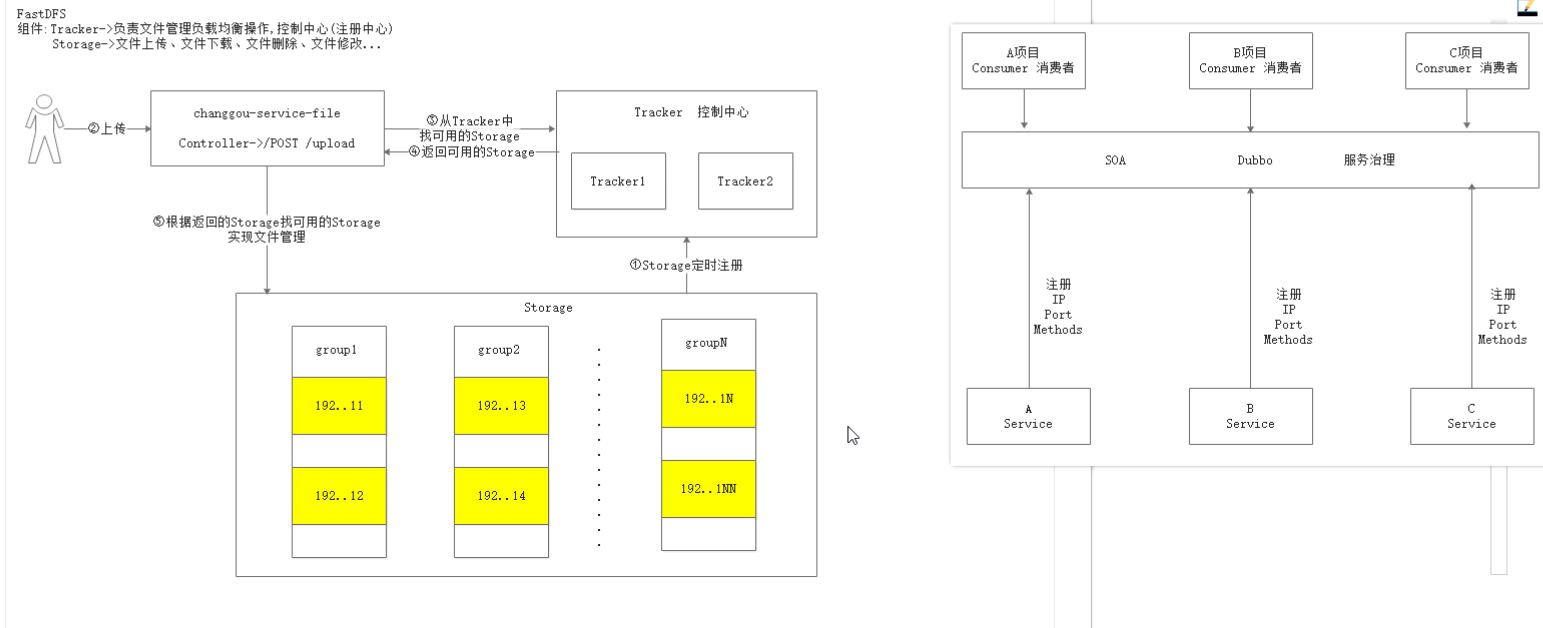 FastDFS
组件:Tracker->负责文件管理负载均衡操作,控制中心(注册中心)
Storage->文件上传、文件下载、文件删除、文件修改...
②上传
changgou-service-file
Controller->/POST /upload
③从Tracker中
找可用的Storage
④返回可用的Storage
Tracker 控制中心
Tracker1
Tracker2
⑤根据返回的Storage找可用的Storage
实现文件管理
①Storage定时注册
Storage
group1
192..11
192..12
group2
192..13
192..14
groupN
192..1N
192..1NN
A项目
Consumer 消费者
B项目
Consumer 消费者
C项目
Consumer 消费者
SOA Dubbo 服务治理
注册
IP
Port
Methods
注册
IP
Port
Methods
注册
IP
Port
Methods
A
Service
B
Service
C
Service